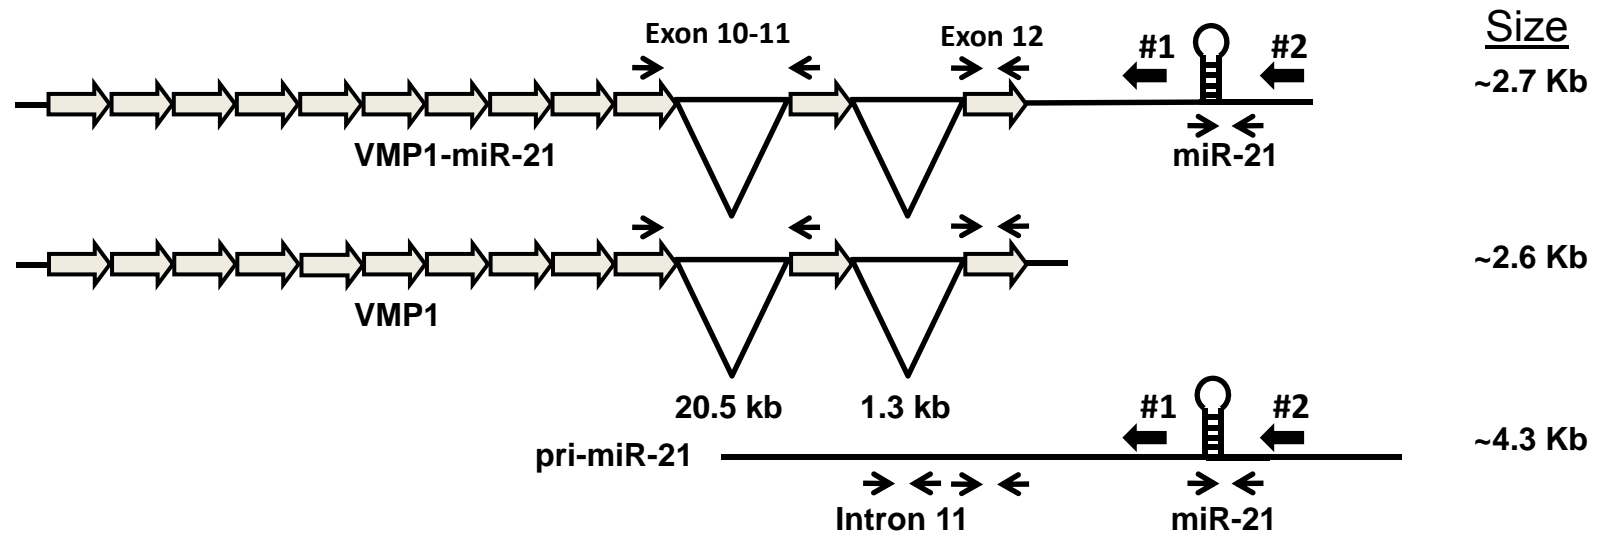 Size
Exon 10-11
Exon 12
#1
#2
~2.7 Kb
VMP1-miR-21
miR-21
~2.6 Kb
VMP1
20.5 kb
1.3 kb
#1
#2
~4.3 Kb
pri-miR-21
Intron 11
miR-21